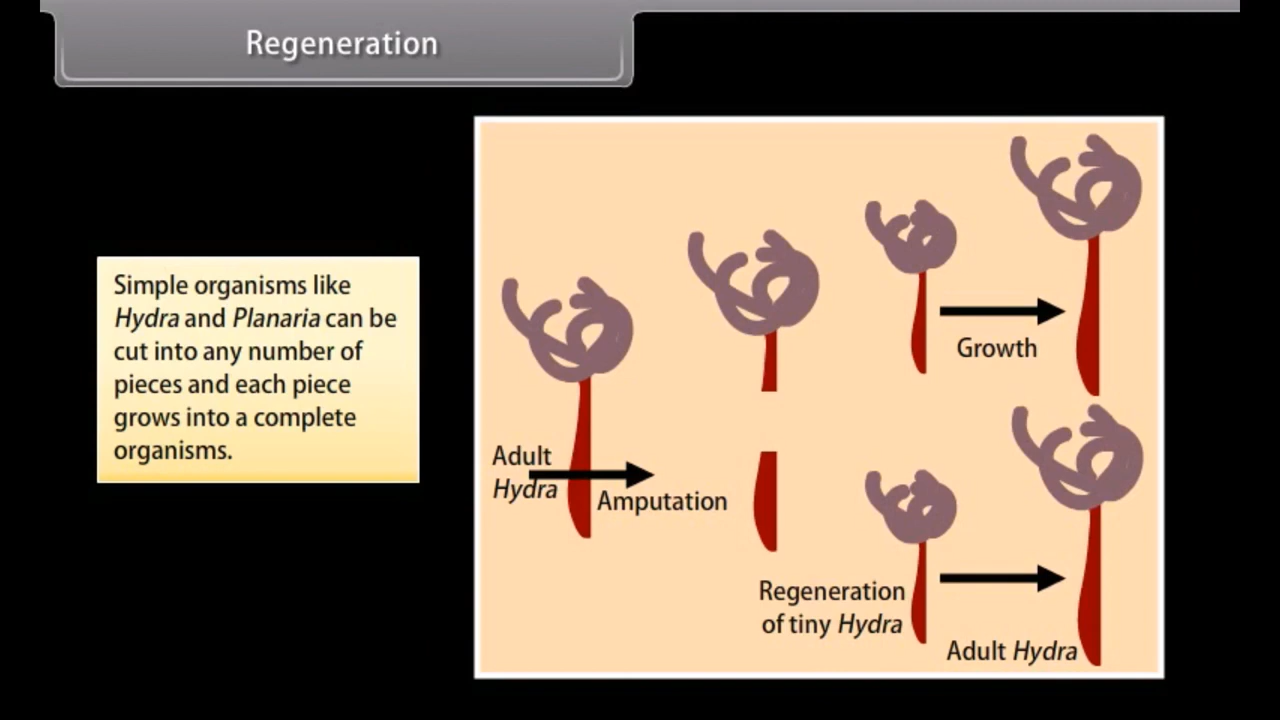 Regeneration
Simple organisms like
Hydra and Planaria can be
cut into any number of
pieces and each piece
grows into a complete
organisms.
Adult
Hydra
Amputation
Growth
Regeneration
of tiny Hydra
Adult Hydra